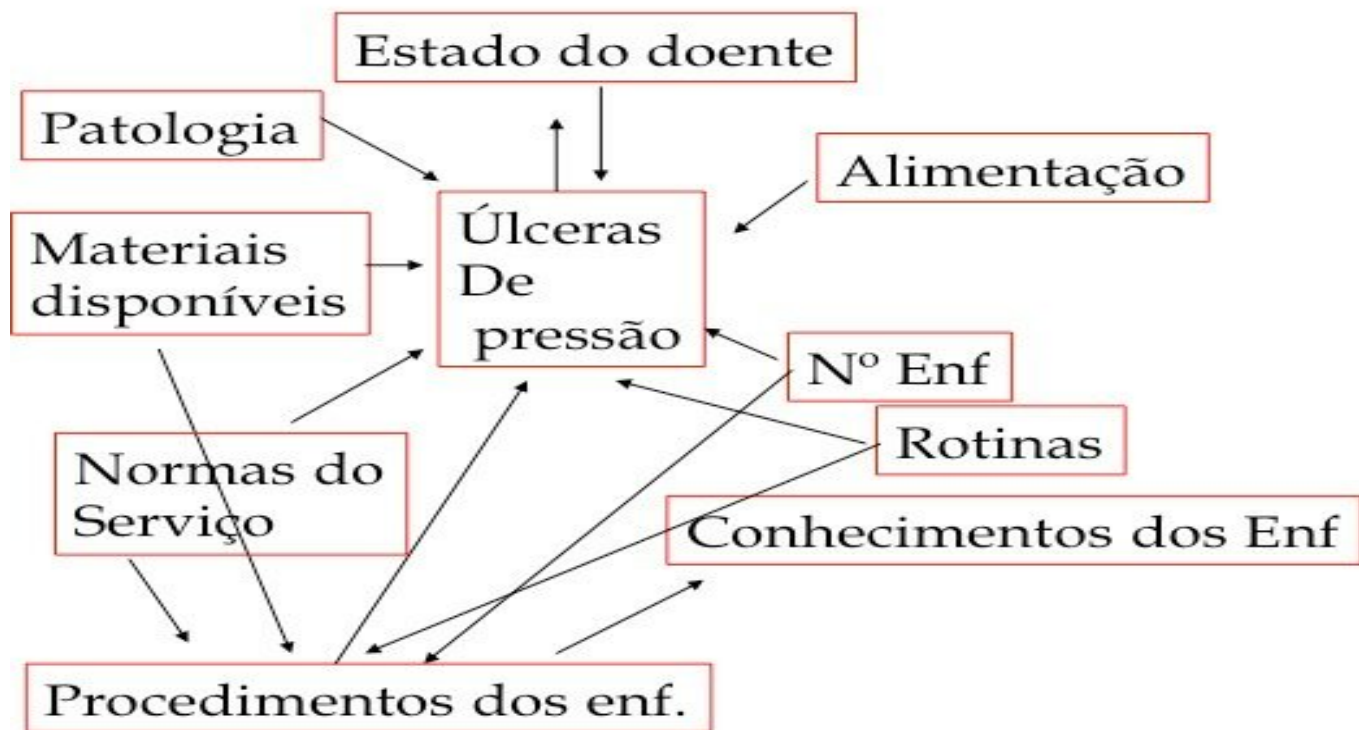 Estado do doente
Patologia
Alimentação
Úlceras
De
pressão
Materiais
disponíveis
Nº Enf
Rotinas
Normas do
Serviço
Conhecimentos dos Enf
Procedimentos dos enf.